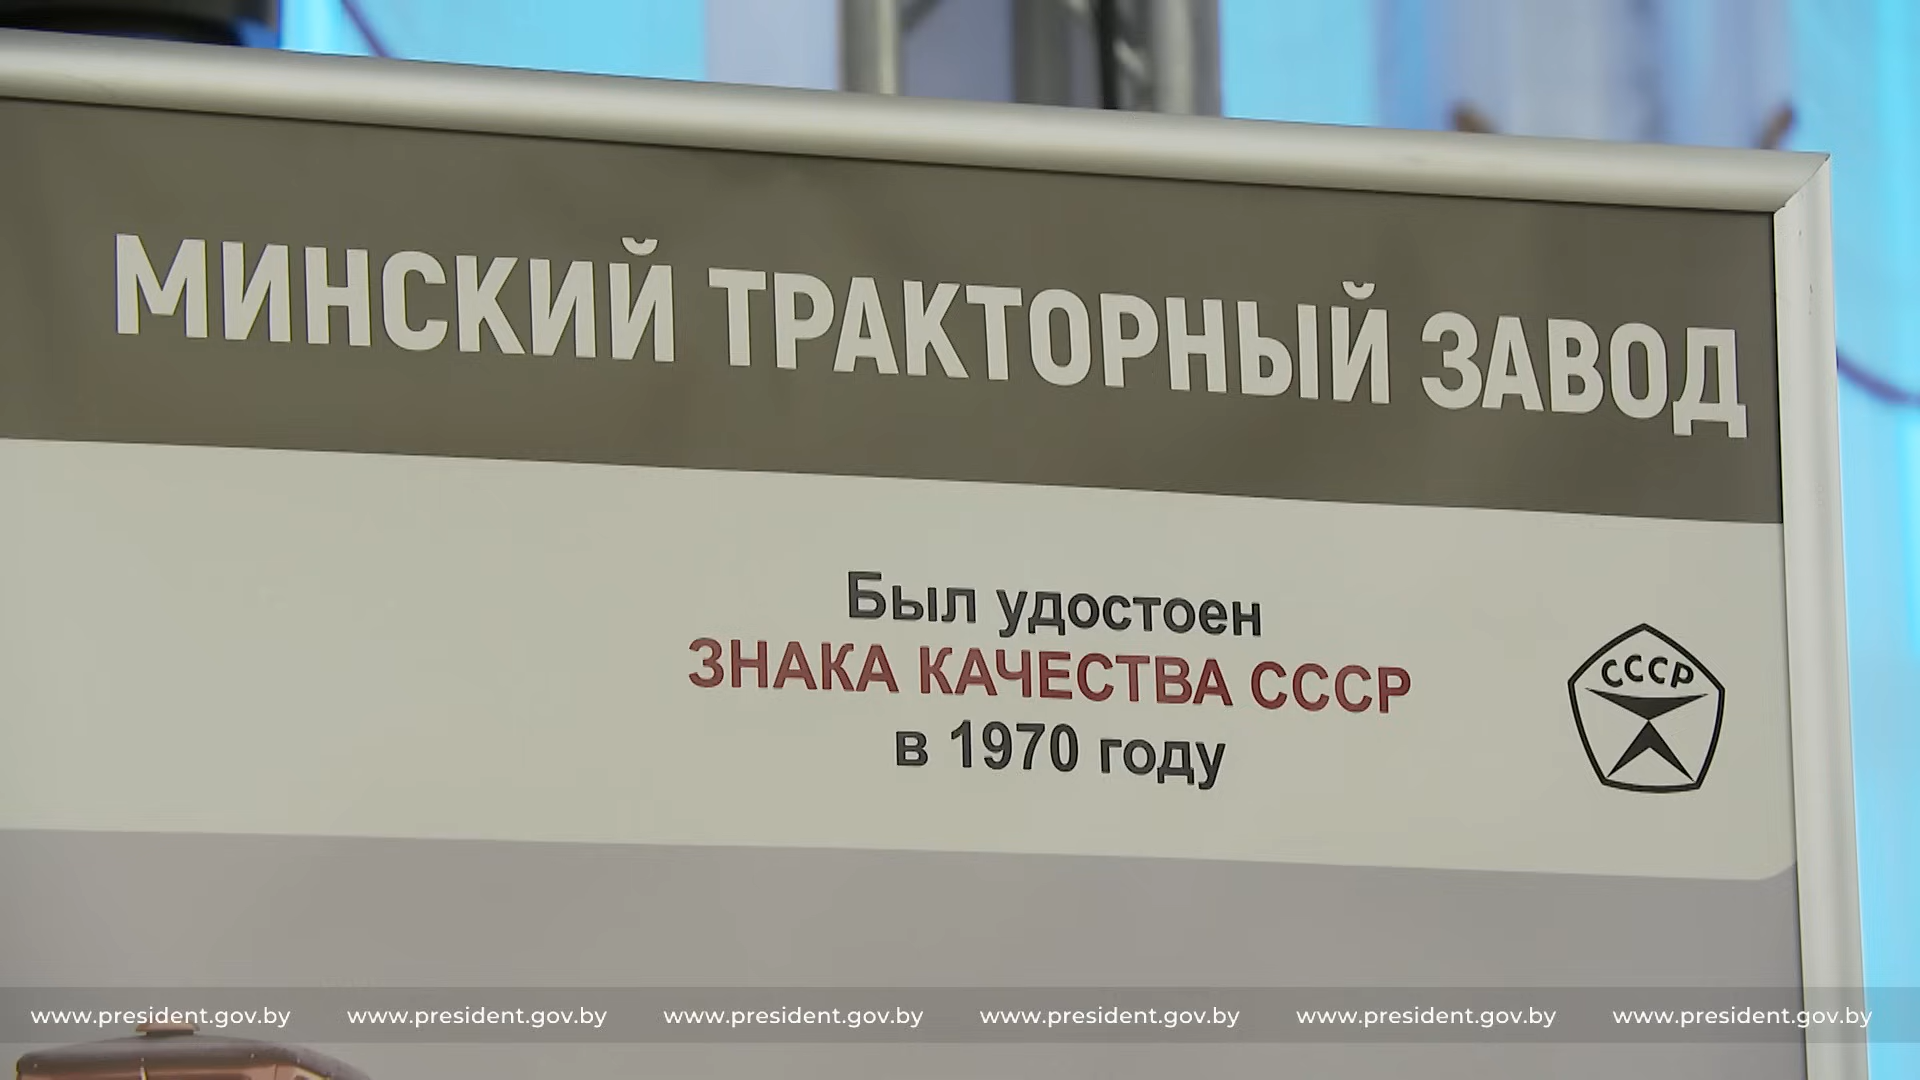 МИНСКИЙ ТРАКТОРНЫЙ ЗАВОД
Был удостоен
ЗНАКА КАЧЕСТВА СССР
в 1970 году
СССР
www.president.gov.by www.president.gov.by www.president.gov.by www.president.gov.by www.president.gov.by www.president.gov.by